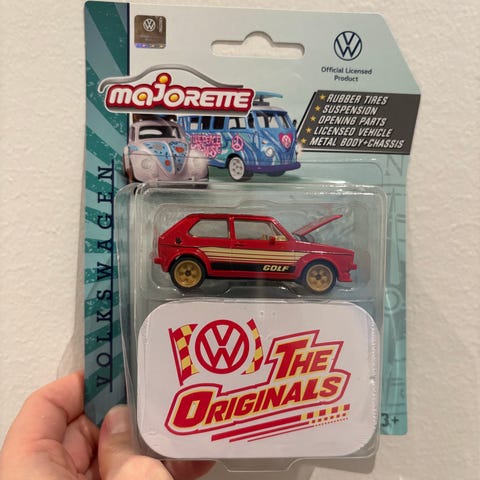 Official Licensed
Product
majorette
RUBBER TIRES
SUSPENSION
OPENING PARTS
LICENSED VEHICLE
METAL BODY+CHASSIS
VOLKSWAGEN
GOLF
THE
ORIGINALS
3+